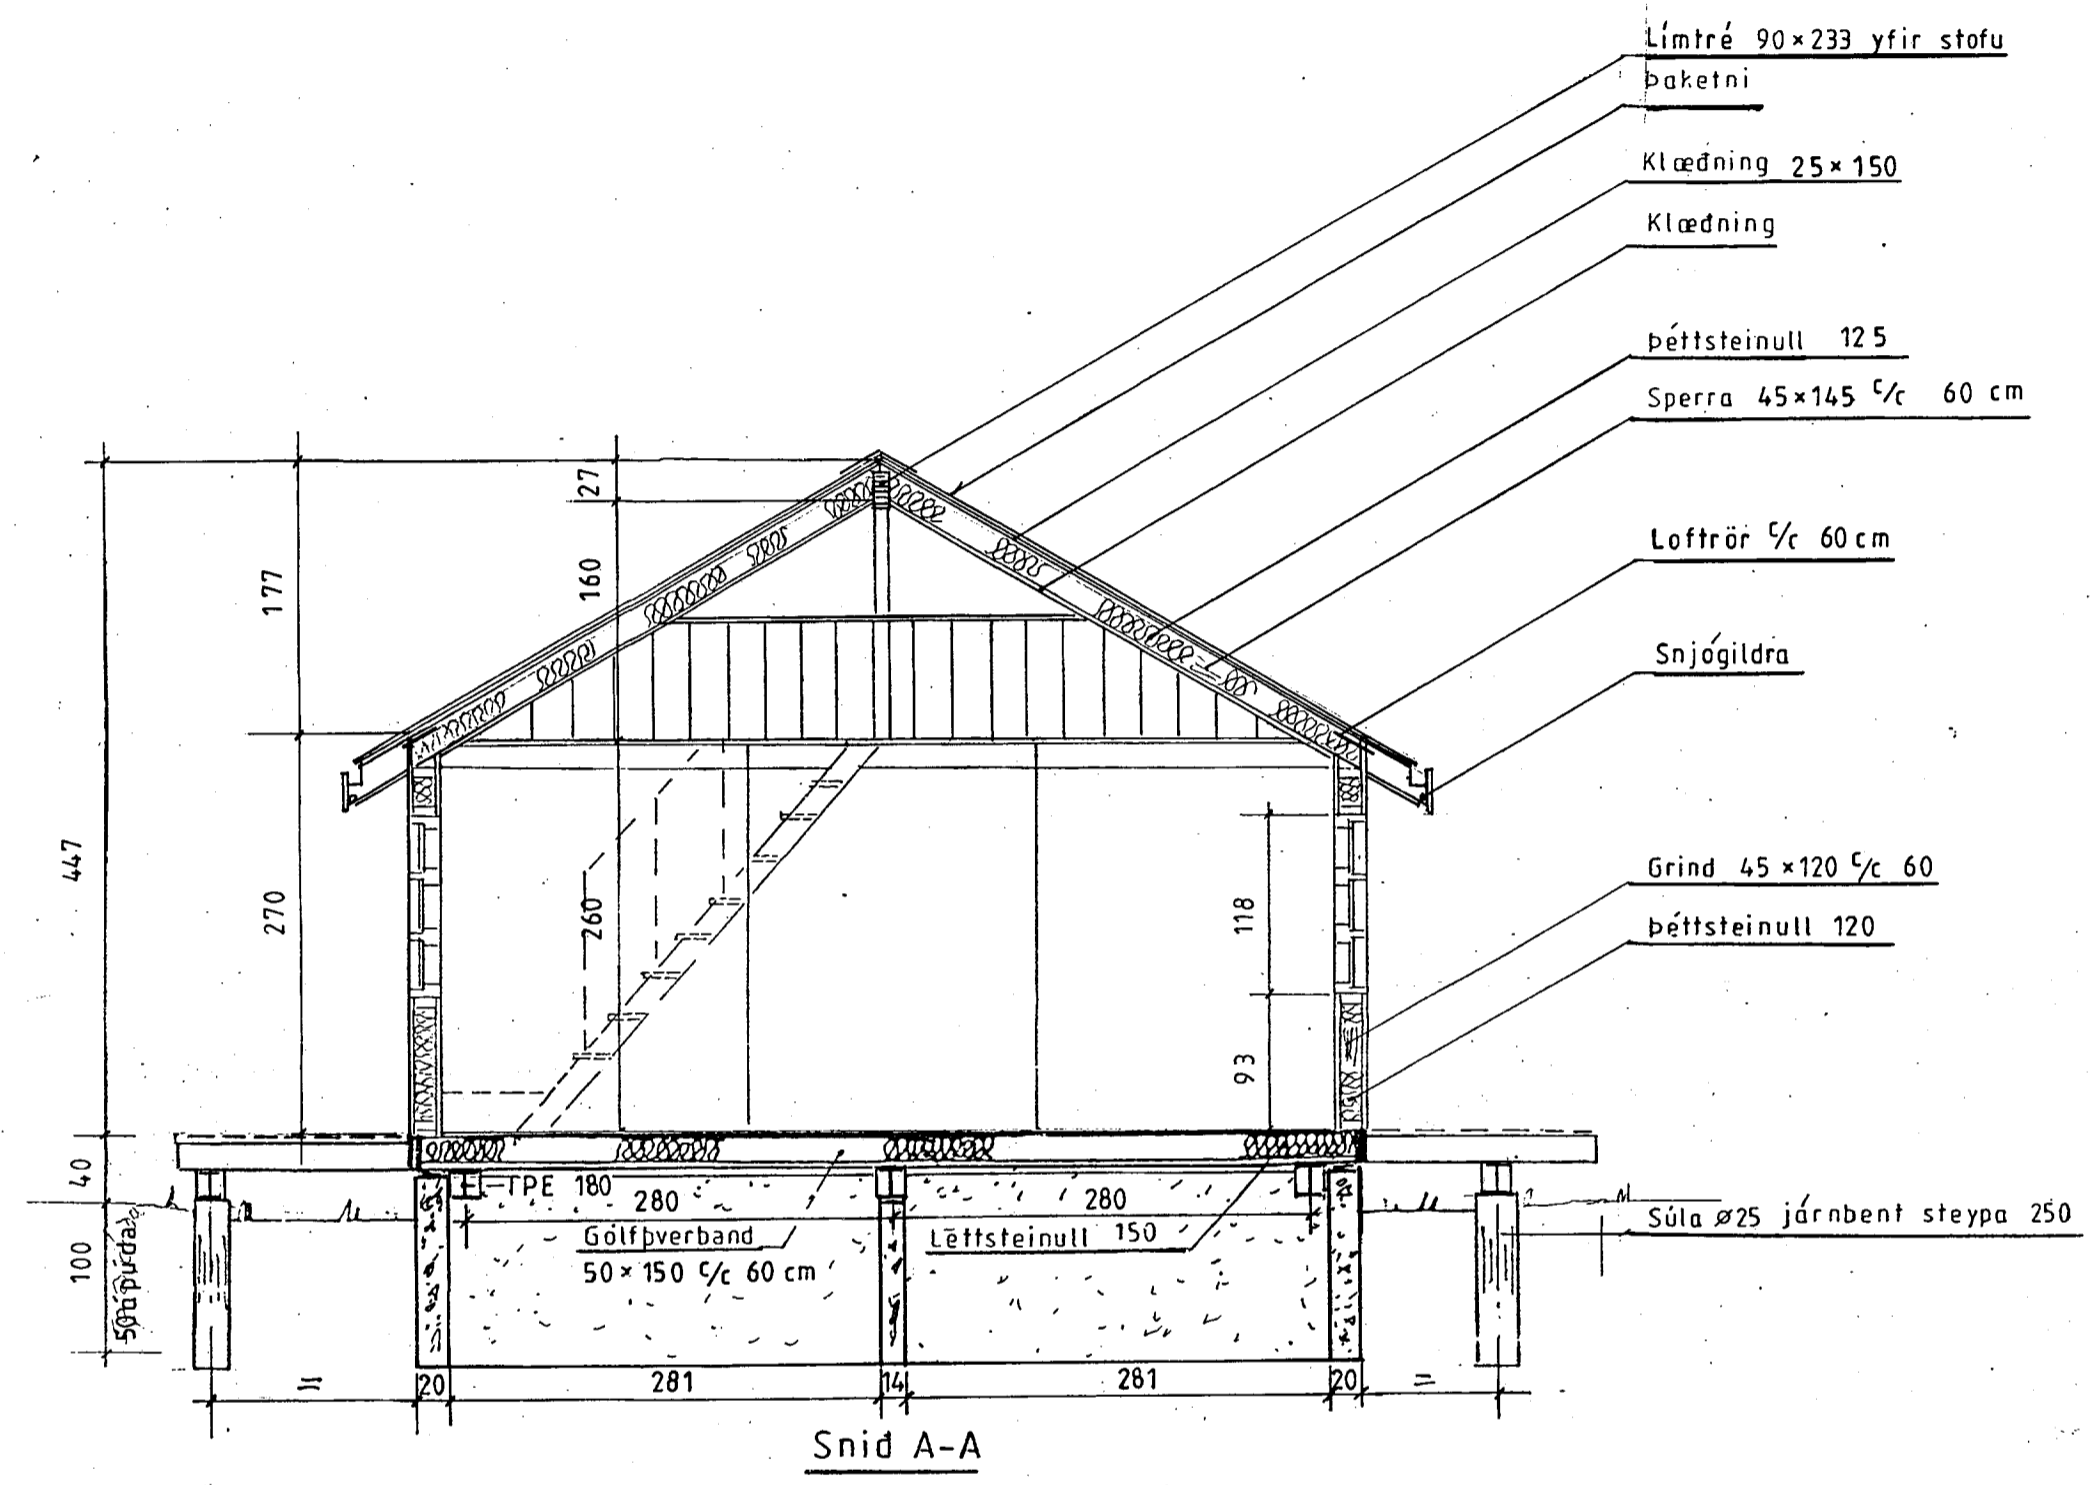 Límtré 90×233 yfir stofu
Þaketni
Klæðning 25×150
Klæðning
Þéttsteinull 125
Sperra 45×145 c/c 60 cm
Loftrör c/c 60 cm
Snjógildra
Grind 45×120 c/c 60
Þéttsteinull 120
Súla ø25 járnbent steypa 250
27
177
160
447
270
260
118
93
40
100
IPE 180
280
280
Gólfþverband
50×150 c/c 60 cm
Léttsteinull 150
=
20
281
14
281
20
=
Snið A-A